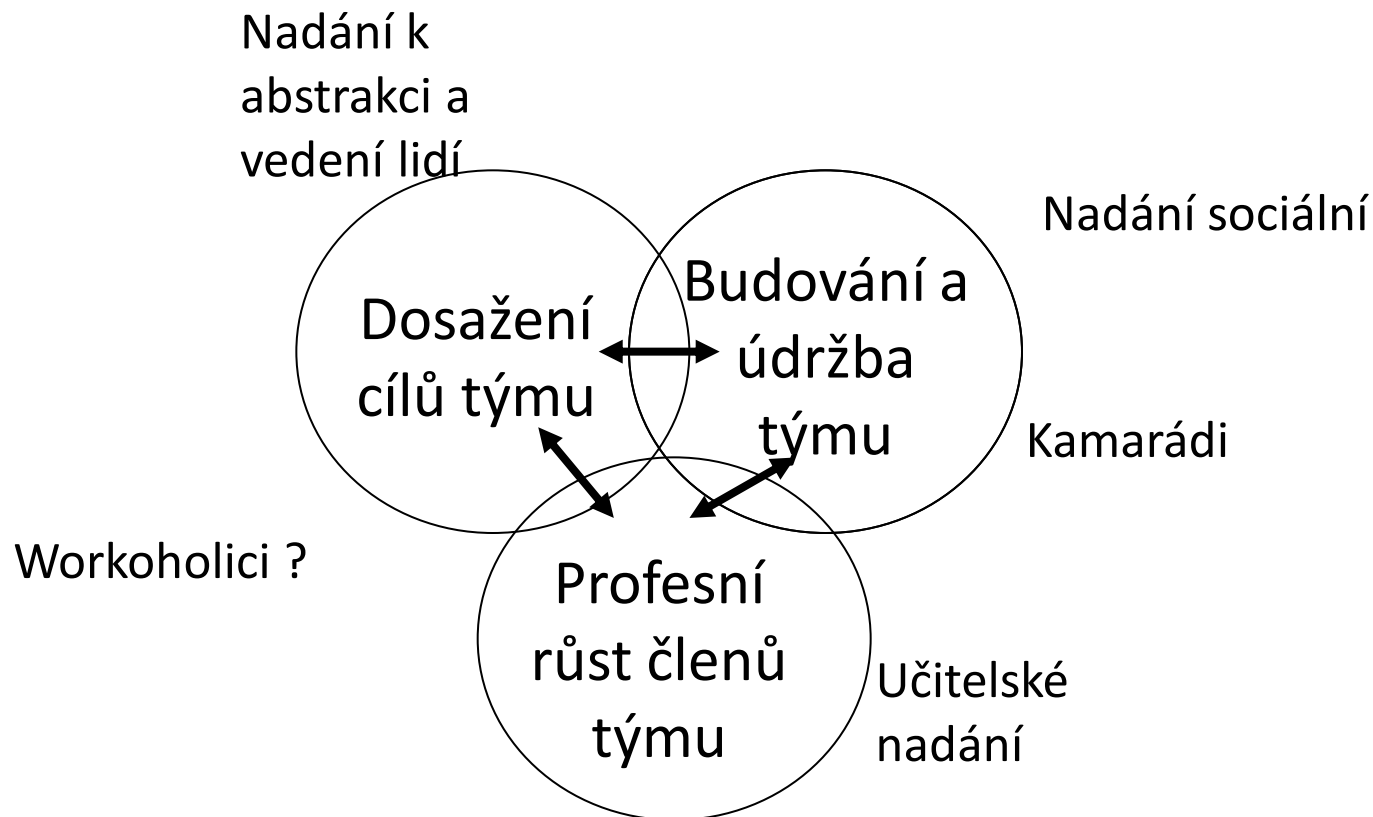 Nadání k
abstrakci a
vedení lidí
Nadání sociální
Budování a
údržba
týmu
Dosažení
cílů týmu
Kamarádi
Workoholici ?
Profesní
růst členů
týmu
Učitelské
nadání